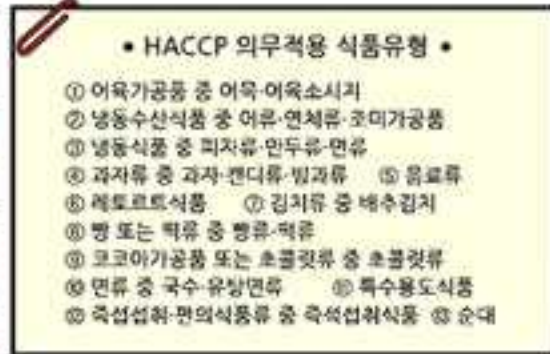 • HACCP 의무적용 식품유형 •
① 어육가공품 중 어묵·어육소시지
② 냉동수산식품 중 어류·연체류·조미가공품
③ 냉동식품 중 피자류·만두류·면류
④ 과자류 중 과자·캔디류·빙과류 ⑤ 음료류
⑥ 레토르트식품 ⑦ 김치류 중 배추김치
⑧ 빵 또는 떡류 중 빵류·떡류
⑨ 코코아가공품 또는 초콜릿류 중 초콜릿류
⑩ 면류 중 국수·유탕면류 ⑪ 특수용도식품
⑫ 즉섭섭취·편의식품류 중 즉석섭취식품 ⑬ 순대